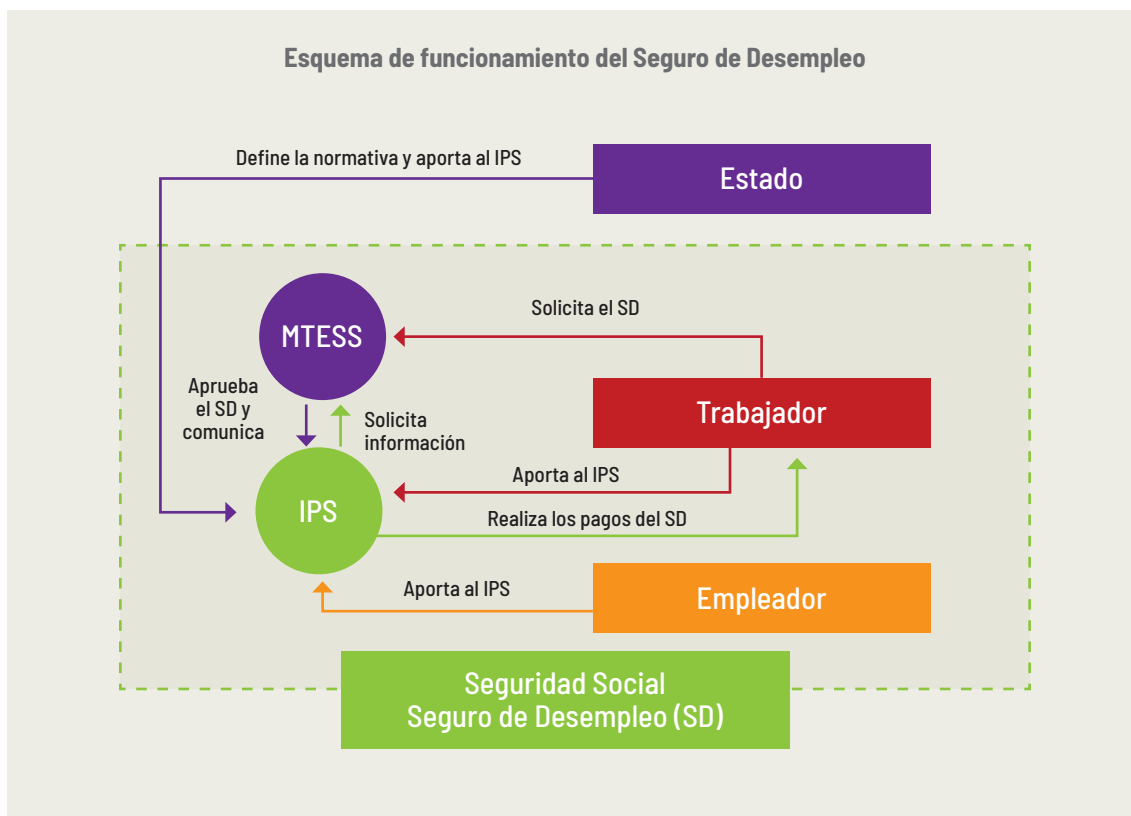 Esquema de funcionamiento del Seguro de Desempleo
Define la normativa y aporta al IPS
Estado
MTESS
Solicita el SD
Aprueba
el SD y
comunica
Solicita
información
Trabajador
Aporta al IPS
IPS
Realiza los pagos del SD
Aporta al IPS
Empleador
Seguridad Social
Seguro de Desempleo (SD)